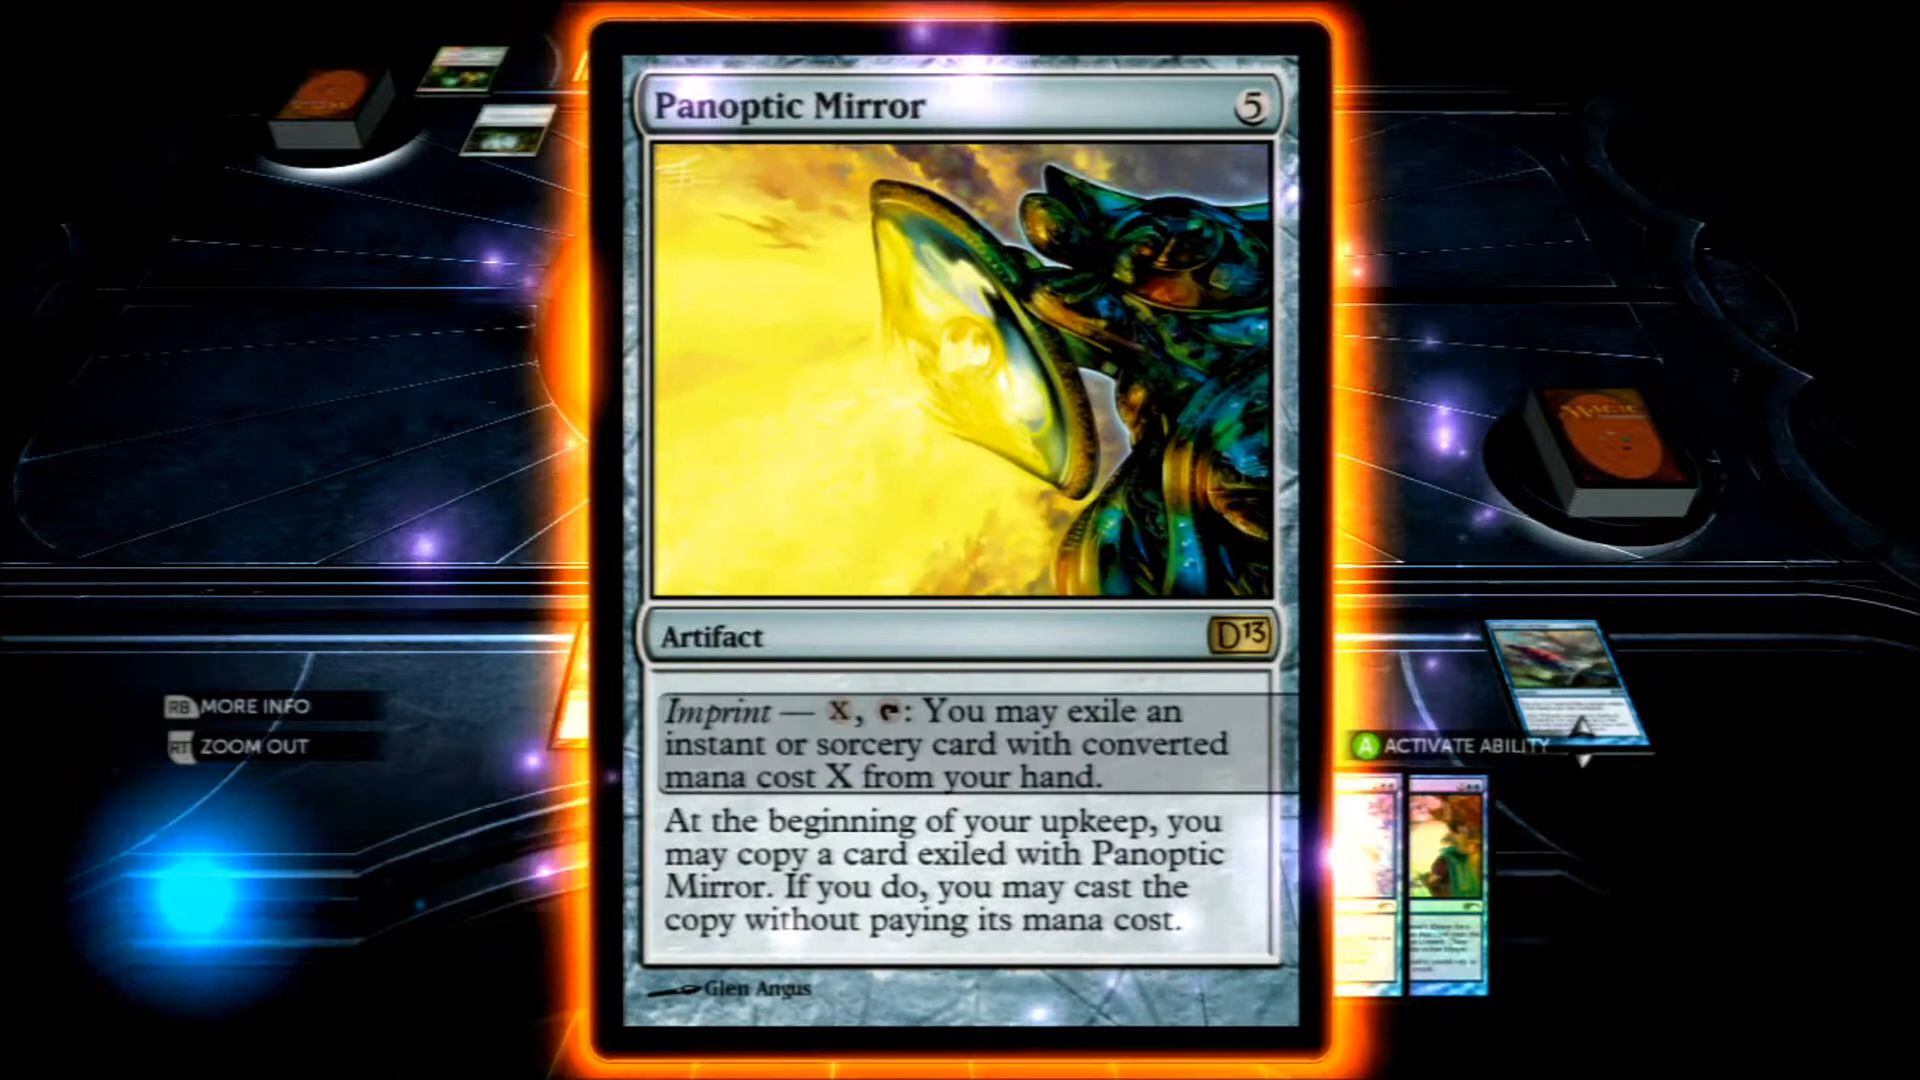 Panoptic Mirror 5
Artifact D13
Imprint — X, T: You may exile an
instant or sorcery card with converted
mana cost X from your hand.
At the beginning of your upkeep, you
may copy a card exiled with Panoptic
Mirror. If you do, you may cast the
copy without paying its mana cost.
Glen Angus
RB MORE INFO
RT ZOOM OUT
A ACTIVATE ABILITY
MAGIC